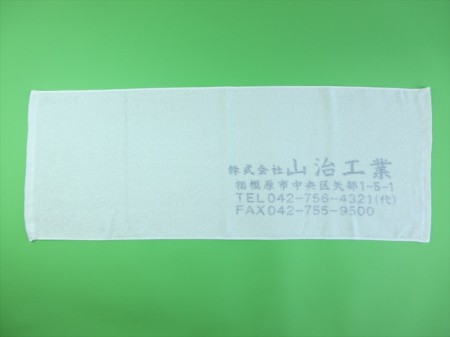 株式会社山治工業
相模原市中央区矢部1-5-1
TEL042-756-4321(代)
FAX042-755-9500